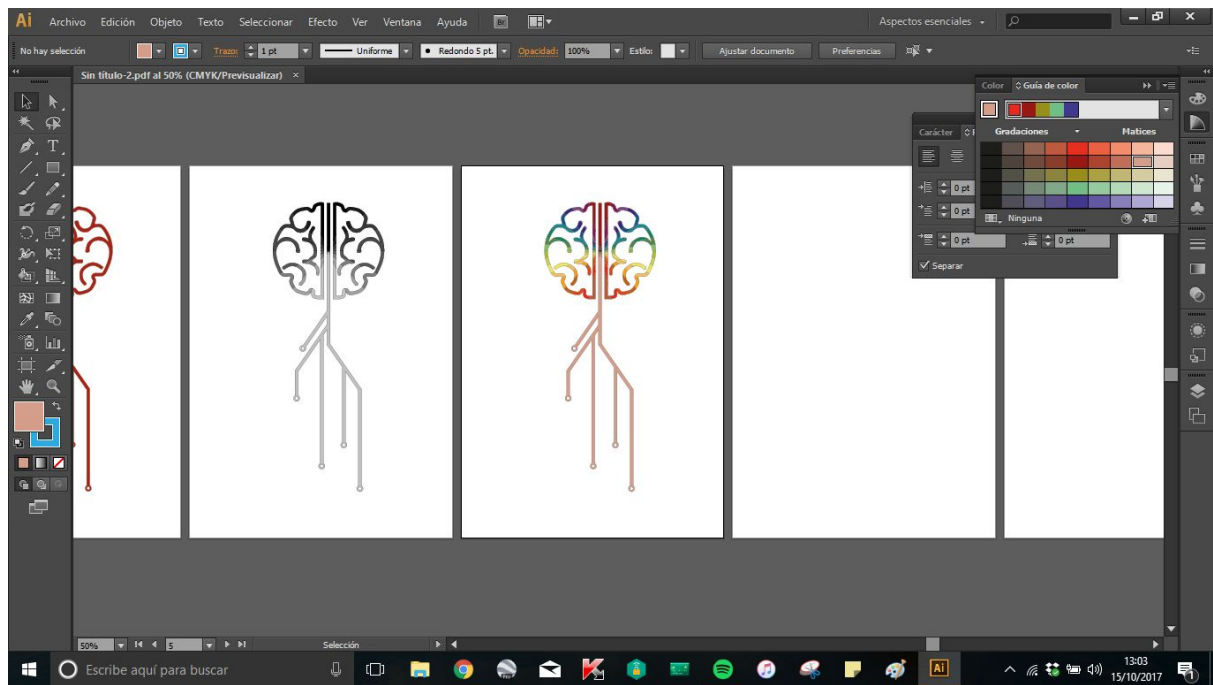 Ai Archivo Edición Objeto Texto Seleccionar Efecto Ver Ventana Ayuda Br Aspectos esenciales
No hay selección Trazo: 1 pt Uniforme Redondo 5 pt. Opacidad: 100% Estilo: Ajustar documento Preferencias
Sin título-2.pdf al 50% (CMYK/Previsualizar) ×
Color Guía de color
Carácter
Gradaciones Matices
0 pt
0 pt
Ninguna
0 pt 0 pt
Separar
50% 5 Selección
Escribe aquí para buscar Ai 13:03
15/10/2017